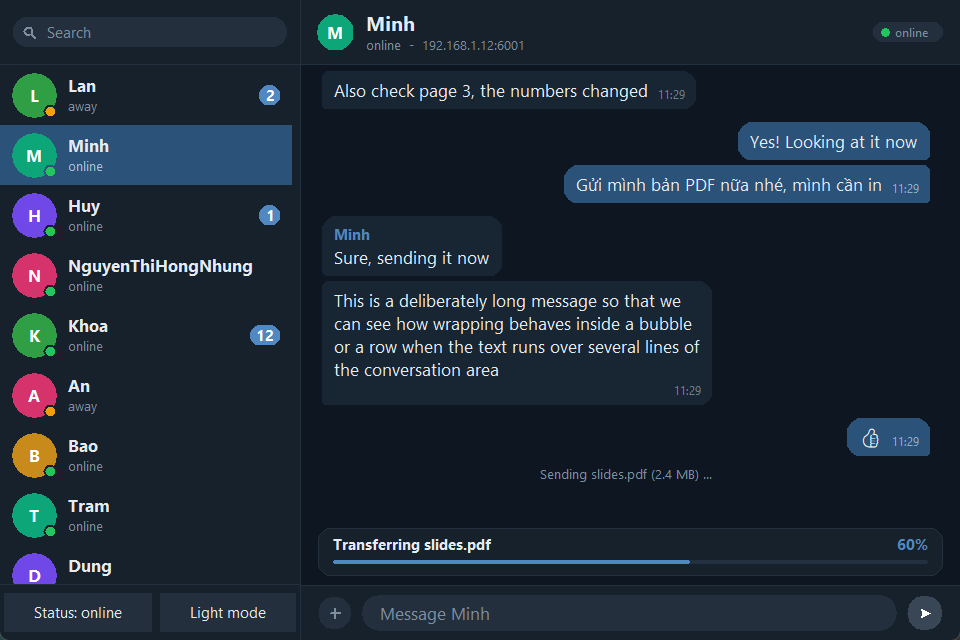 Search
L
Lan
away
2
M
Minh
online
H
Huy
online
1
N
NguyenThiHongNhung
online
K
Khoa
online
12
A
An
away
B
Bao
online
T
Tram
online
D
Dung
Status: online
Light mode
M
Minh
online - 192.168.1.12:6001
online
Also check page 3, the numbers changed 11:29
Yes! Looking at it now
Gửi mình bản PDF nữa nhé, mình cần in 11:29
Minh
Sure, sending it now
This is a deliberately long message so that we
can see how wrapping behaves inside a bubble
or a row when the text runs over several lines of
the conversation area
11:29
👍 11:29
Sending slides.pdf (2.4 MB) ...
Transferring slides.pdf 60%
+
Message Minh